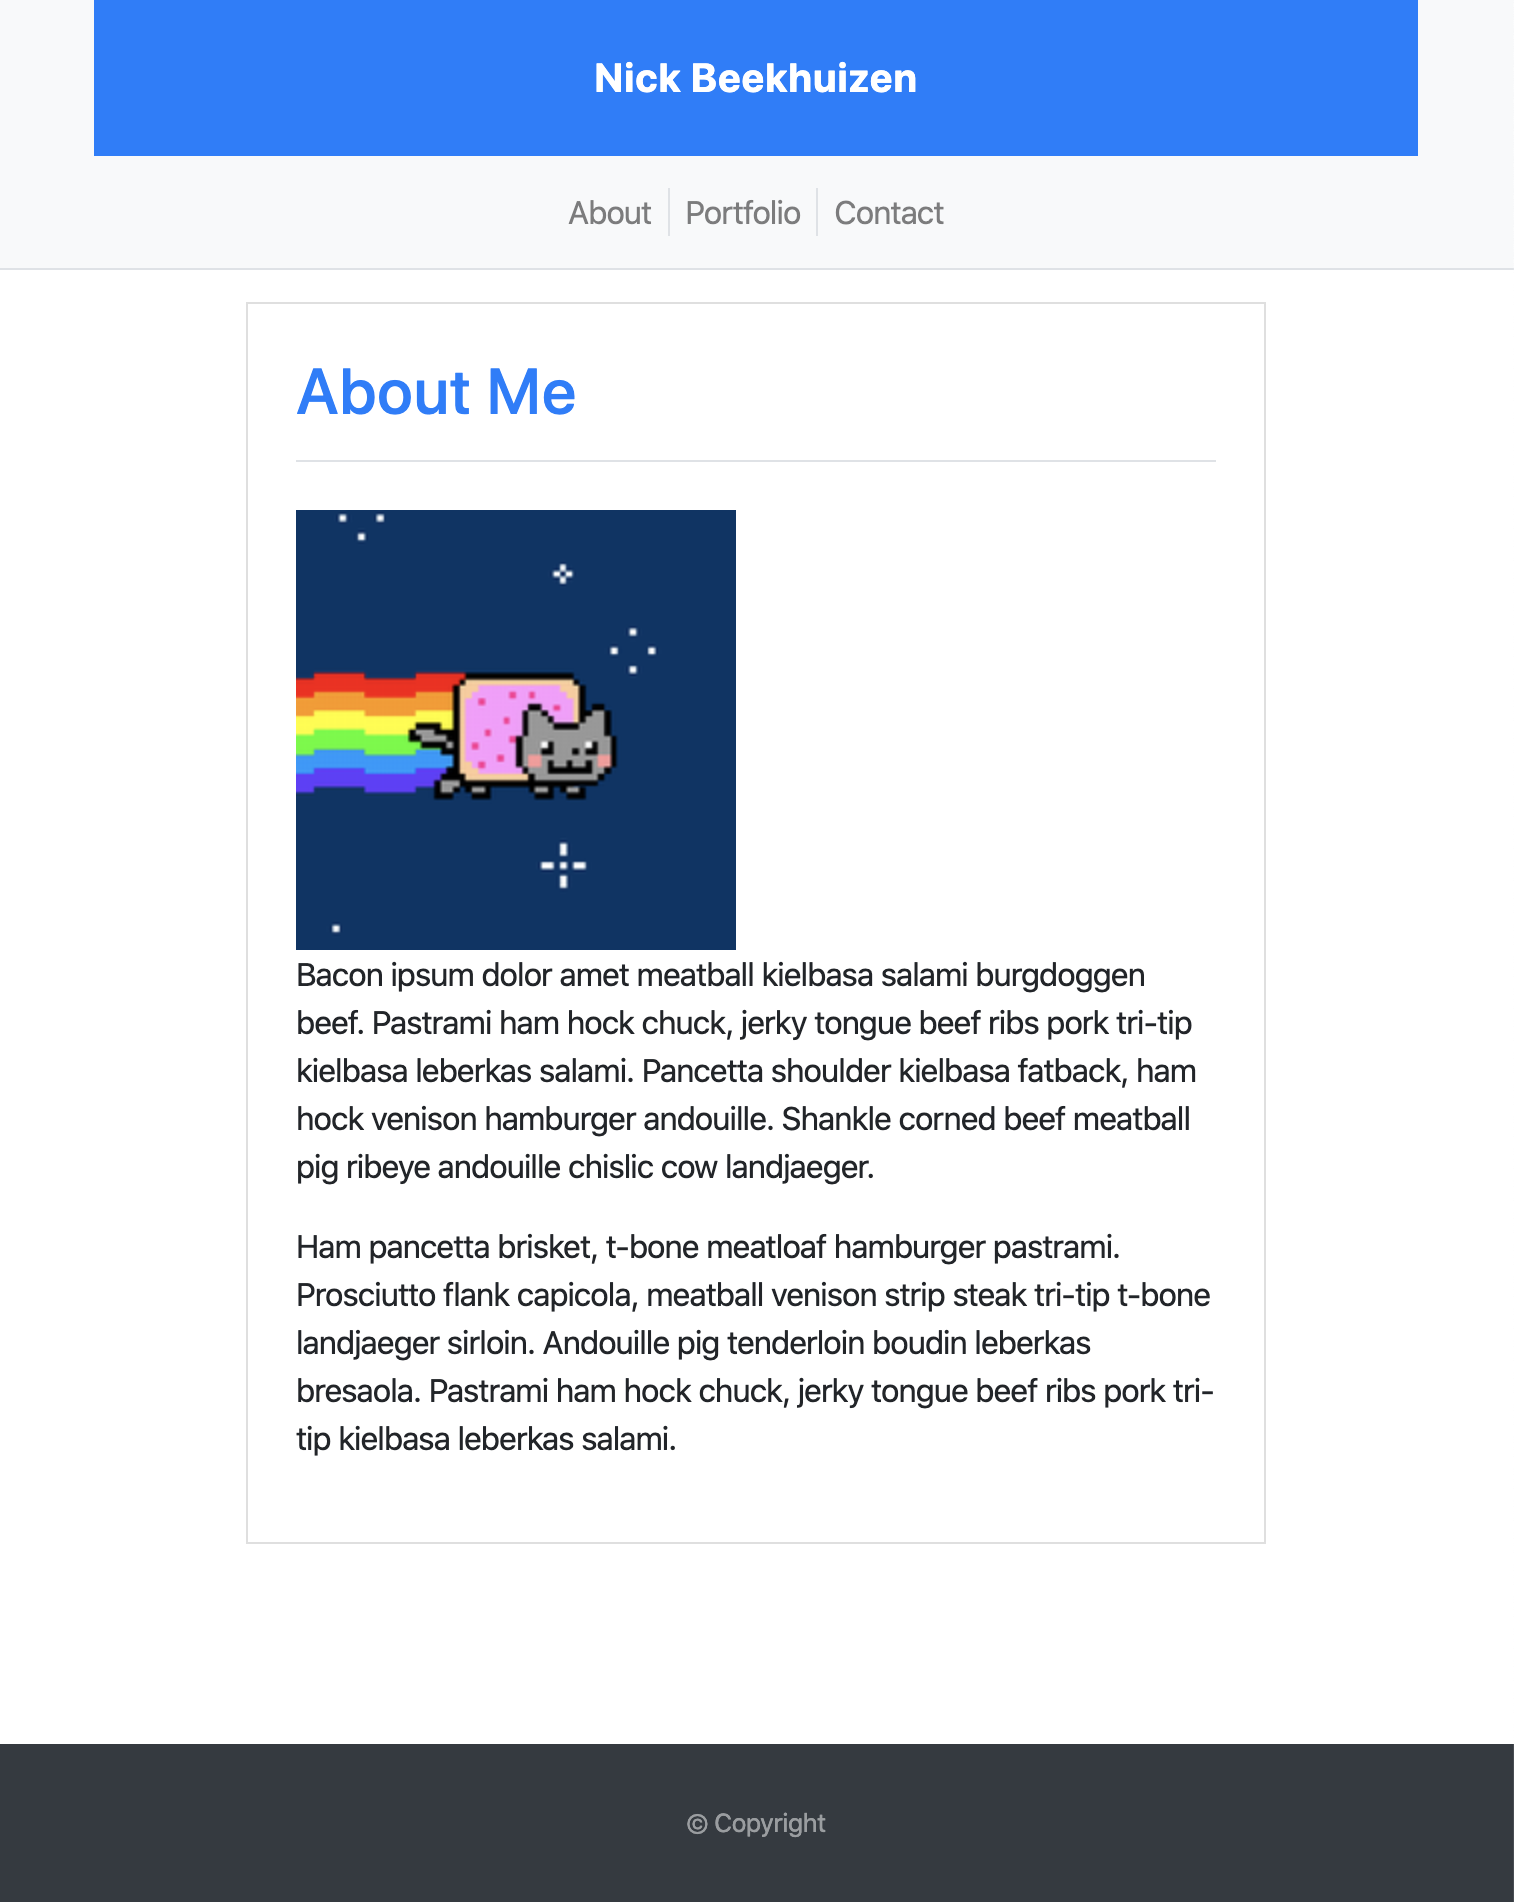 Nick Beekhuizen
About
Portfolio
Contact
About Me
Bacon ipsum dolor amet meatball kielbasa salami burgdoggen
beef. Pastrami ham hock chuck, jerky tongue beef ribs pork tri-tip
kielbasa leberkas salami. Pancetta shoulder kielbasa fatback, ham
hock venison hamburger andouille. Shankle corned beef meatball
pig ribeye andouille chislic cow landjaeger.
Ham pancetta brisket, t-bone meatloaf hamburger pastrami.
Prosciutto flank capicola, meatball venison strip steak tri-tip t-bone
landjaeger sirloin. Andouille pig tenderloin boudin leberkas
bresaola. Pastrami ham hock chuck, jerky tongue beef ribs pork tri-
tip kielbasa leberkas salami.
© Copyright